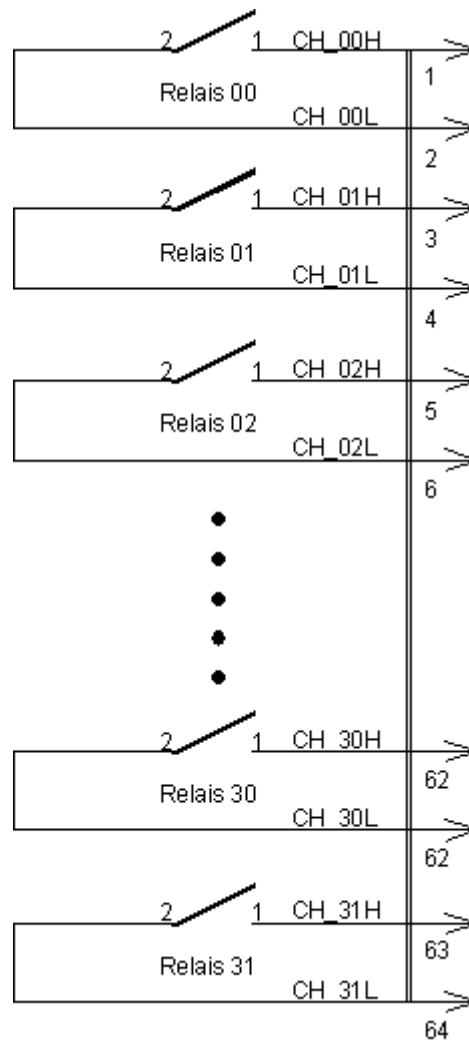 2 1 CH_00H
1
Relais 00
CH_00L
2
2 1 CH_01H
3
Relais 01
CH_01L
4
2 1 CH_02H
5
Relais 02
CH_02L
6
2 1 CH_30H
62
Relais 30
CH_30L
62
2 1 CH_31H
63
Relais 31
CH_31L
64